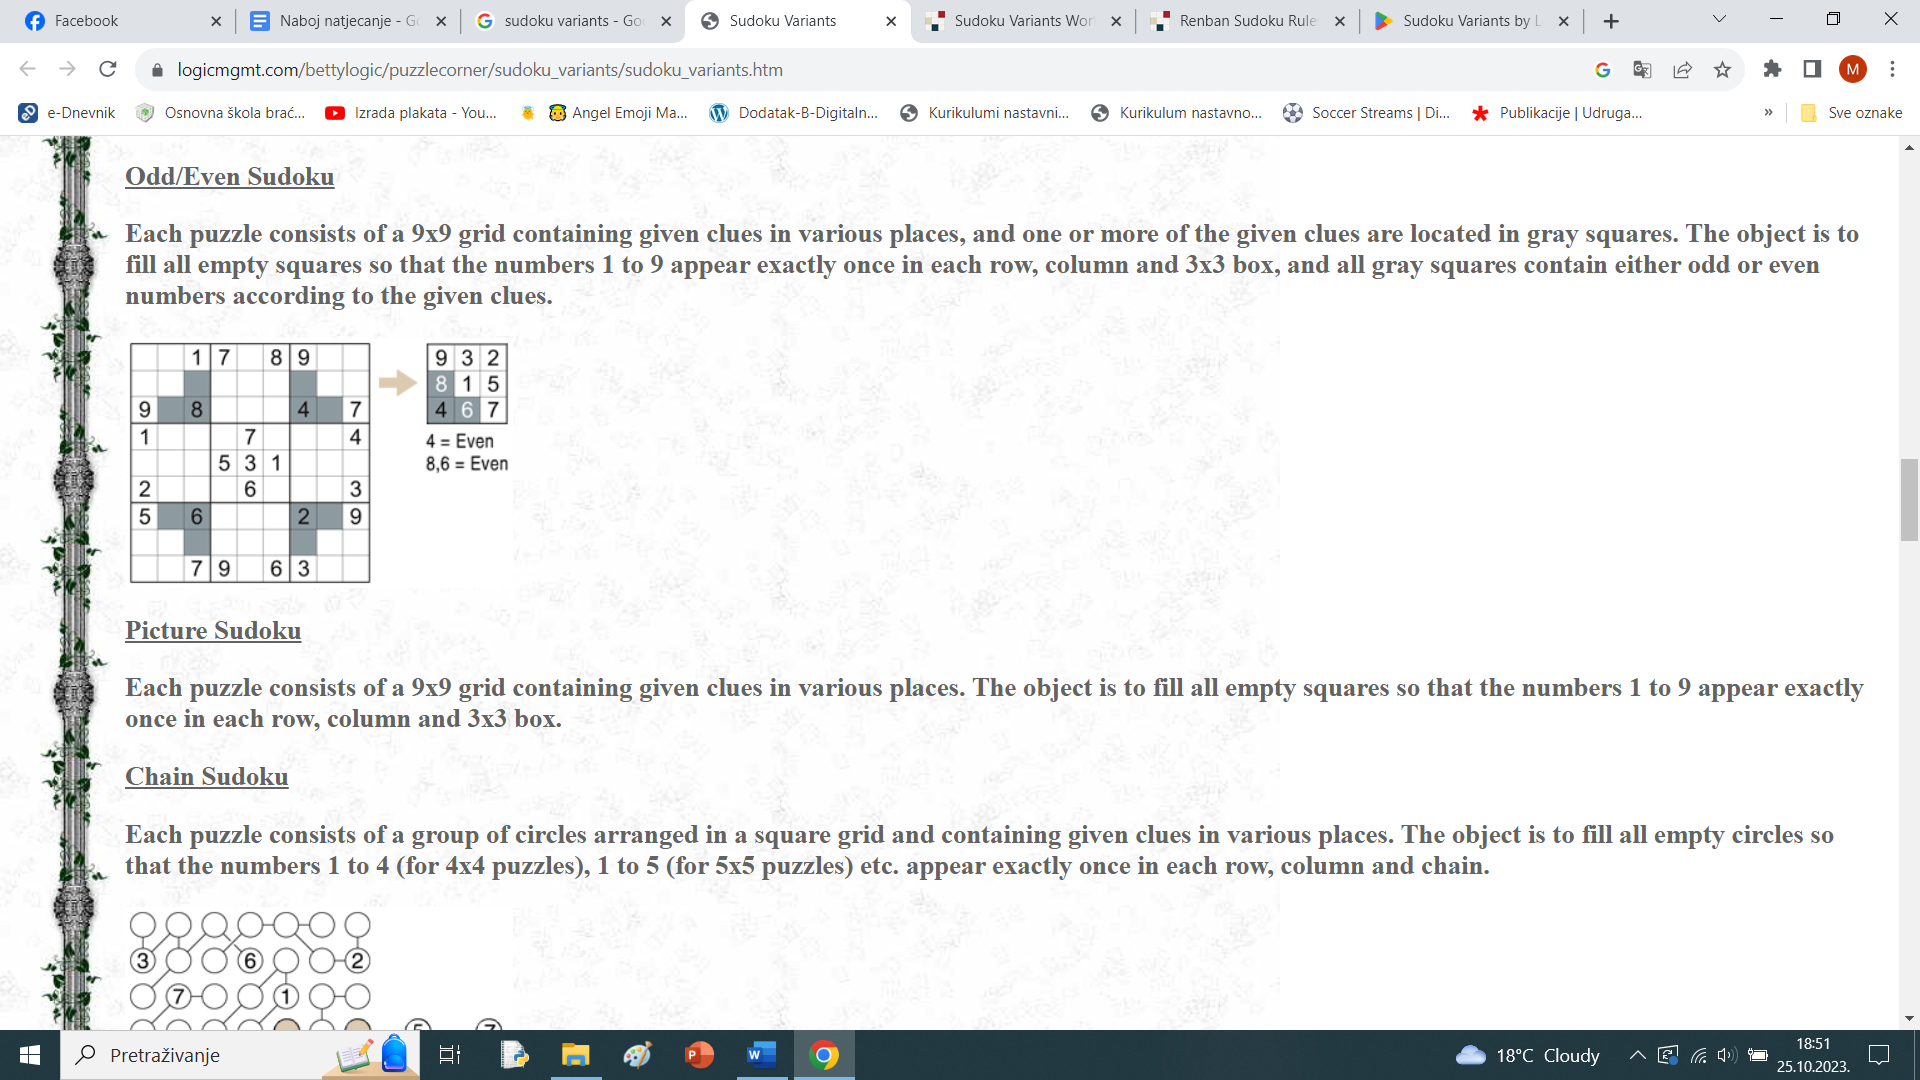 Facebook
Naboj natjecanje - G
sudoku variants - Go
Sudoku Variants
Sudoku Variants Wor
Renban Sudoku Rule
Sudoku Variants by L
logicmgmt.com/bettylogic/puzzlecorner/sudoku_variants/sudoku_variants.htm
M
e-Dnevnik
Osnovna škola brać...
Izrada plakata - You...
Angel Emoji Ma...
Dodatak-B-Digitaln...
Kurikulumi nastavni...
Kurikulum nastavno...
Soccer Streams | Di...
Publikacije | Udruga...
»
Sve oznake
Odd/Even Sudoku
Each puzzle consists of a 9x9 grid containing given clues in various places, and one or more of the given clues are located in gray squares. The object is to
fill all empty squares so that the numbers 1 to 9 appear exactly once in each row, column and 3x3 box, and all gray squares contain either odd or even
numbers according to the given clues.
1 7 8 9
9 8 4 7
1 7 4
5 3 1
2 6 3
5 6 2 9
7 9 6 3
9 3 2
8 1 5
4 6 7
4 = Even
8,6 = Even
Picture Sudoku
Each puzzle consists of a 9x9 grid containing given clues in various places. The object is to fill all empty squares so that the numbers 1 to 9 appear exactly
once in each row, column and 3x3 box.
Chain Sudoku
Each puzzle consists of a group of circles arranged in a square grid and containing given clues in various places. The object is to fill all empty circles so
that the numbers 1 to 4 (for 4x4 puzzles), 1 to 5 (for 5x5 puzzles) etc. appear exactly once in each row, column and chain.
3 6 2
7 1
5 7
Pretraživanje
18°C Cloudy
18:51
25.10.2023.